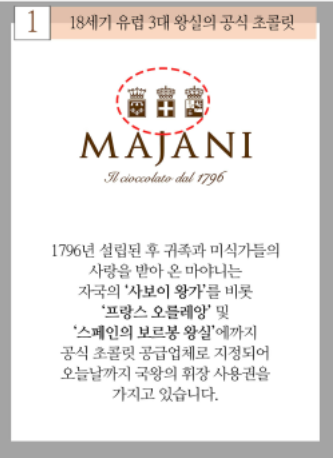 1
18세기 유럽 3대 왕실의 공식 초콜릿
MAJANI
Il cioccolato dal 1796
1796년 설립된 후 귀족과 미식가들의
사랑을 받아 온 마야니는
자국의 ‘사보이 왕가’를 비롯
‘프랑스 오를레앙’ 및
‘스페인의 보르봉 왕실’에까지
공식 초콜릿 공급업체로 지정되어
오늘날까지 국왕의 휘장 사용권을
가지고 있습니다.